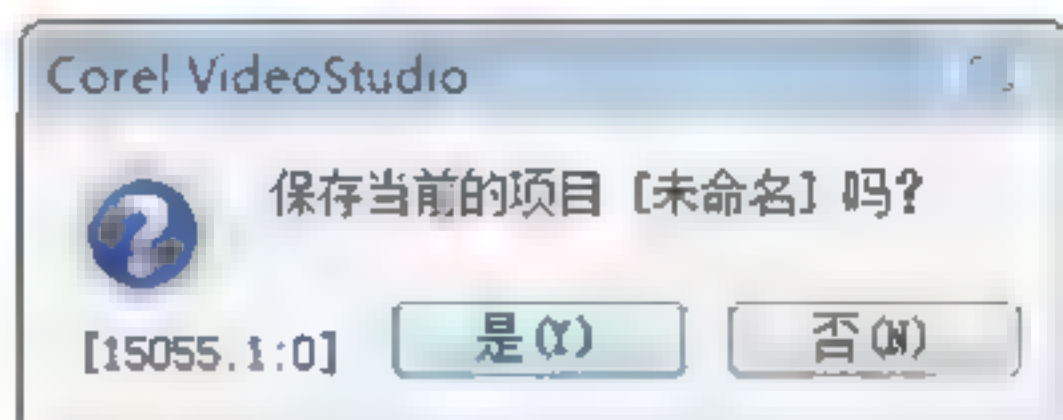 Corel VideoStudio
保存当前的项目 [未命名] 吗?
[15055.1:0] 是(Y) 否(N)